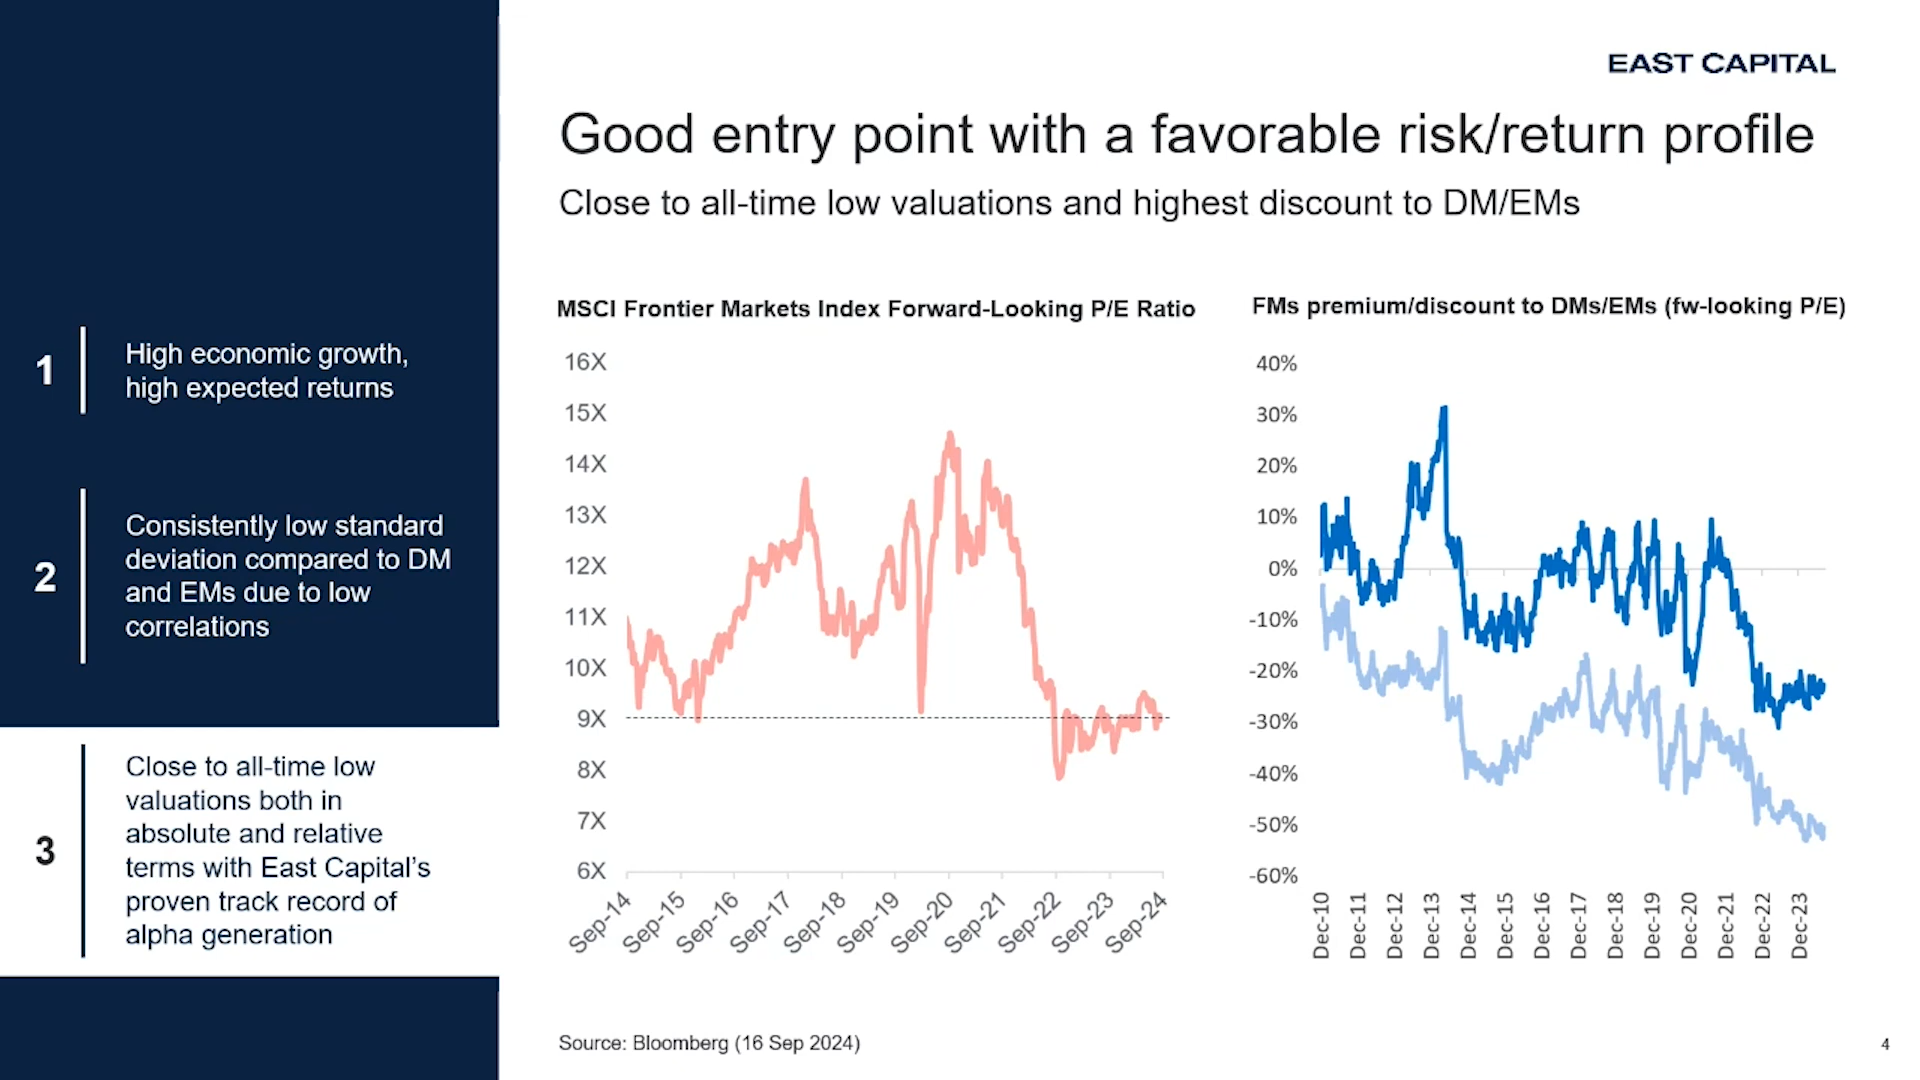 EAST CAPITAL
Good entry point with a favorable risk/return profile
Close to all-time low valuations and highest discount to DM/EMs
1
High economic growth,
high expected returns
2
Consistently low standard
deviation compared to DM
and EMs due to low
correlations
3
Close to all-time low
valuations both in
absolute and relative
terms with East Capital’s
proven track record of
alpha generation
MSCI Frontier Markets Index Forward-Looking P/E Ratio
16X
15X
14X
13X
12X
11X
10X
9X
8X
7X
6X
Sep-14
Sep-15
Sep-16
Sep-17
Sep-18
Sep-19
Sep-20
Sep-21
Sep-22
Sep-23
Sep-24
FMs premium/discount to DMs/EMs (fw-looking P/E)
40%
30%
20%
10%
0%
-10%
-20%
-30%
-40%
-50%
-60%
Dec-10
Dec-11
Dec-12
Dec-13
Dec-14
Dec-15
Dec-16
Dec-17
Dec-18
Dec-19
Dec-20
Dec-21
Dec-22
Dec-23
Source: Bloomberg (16 Sep 2024)
4